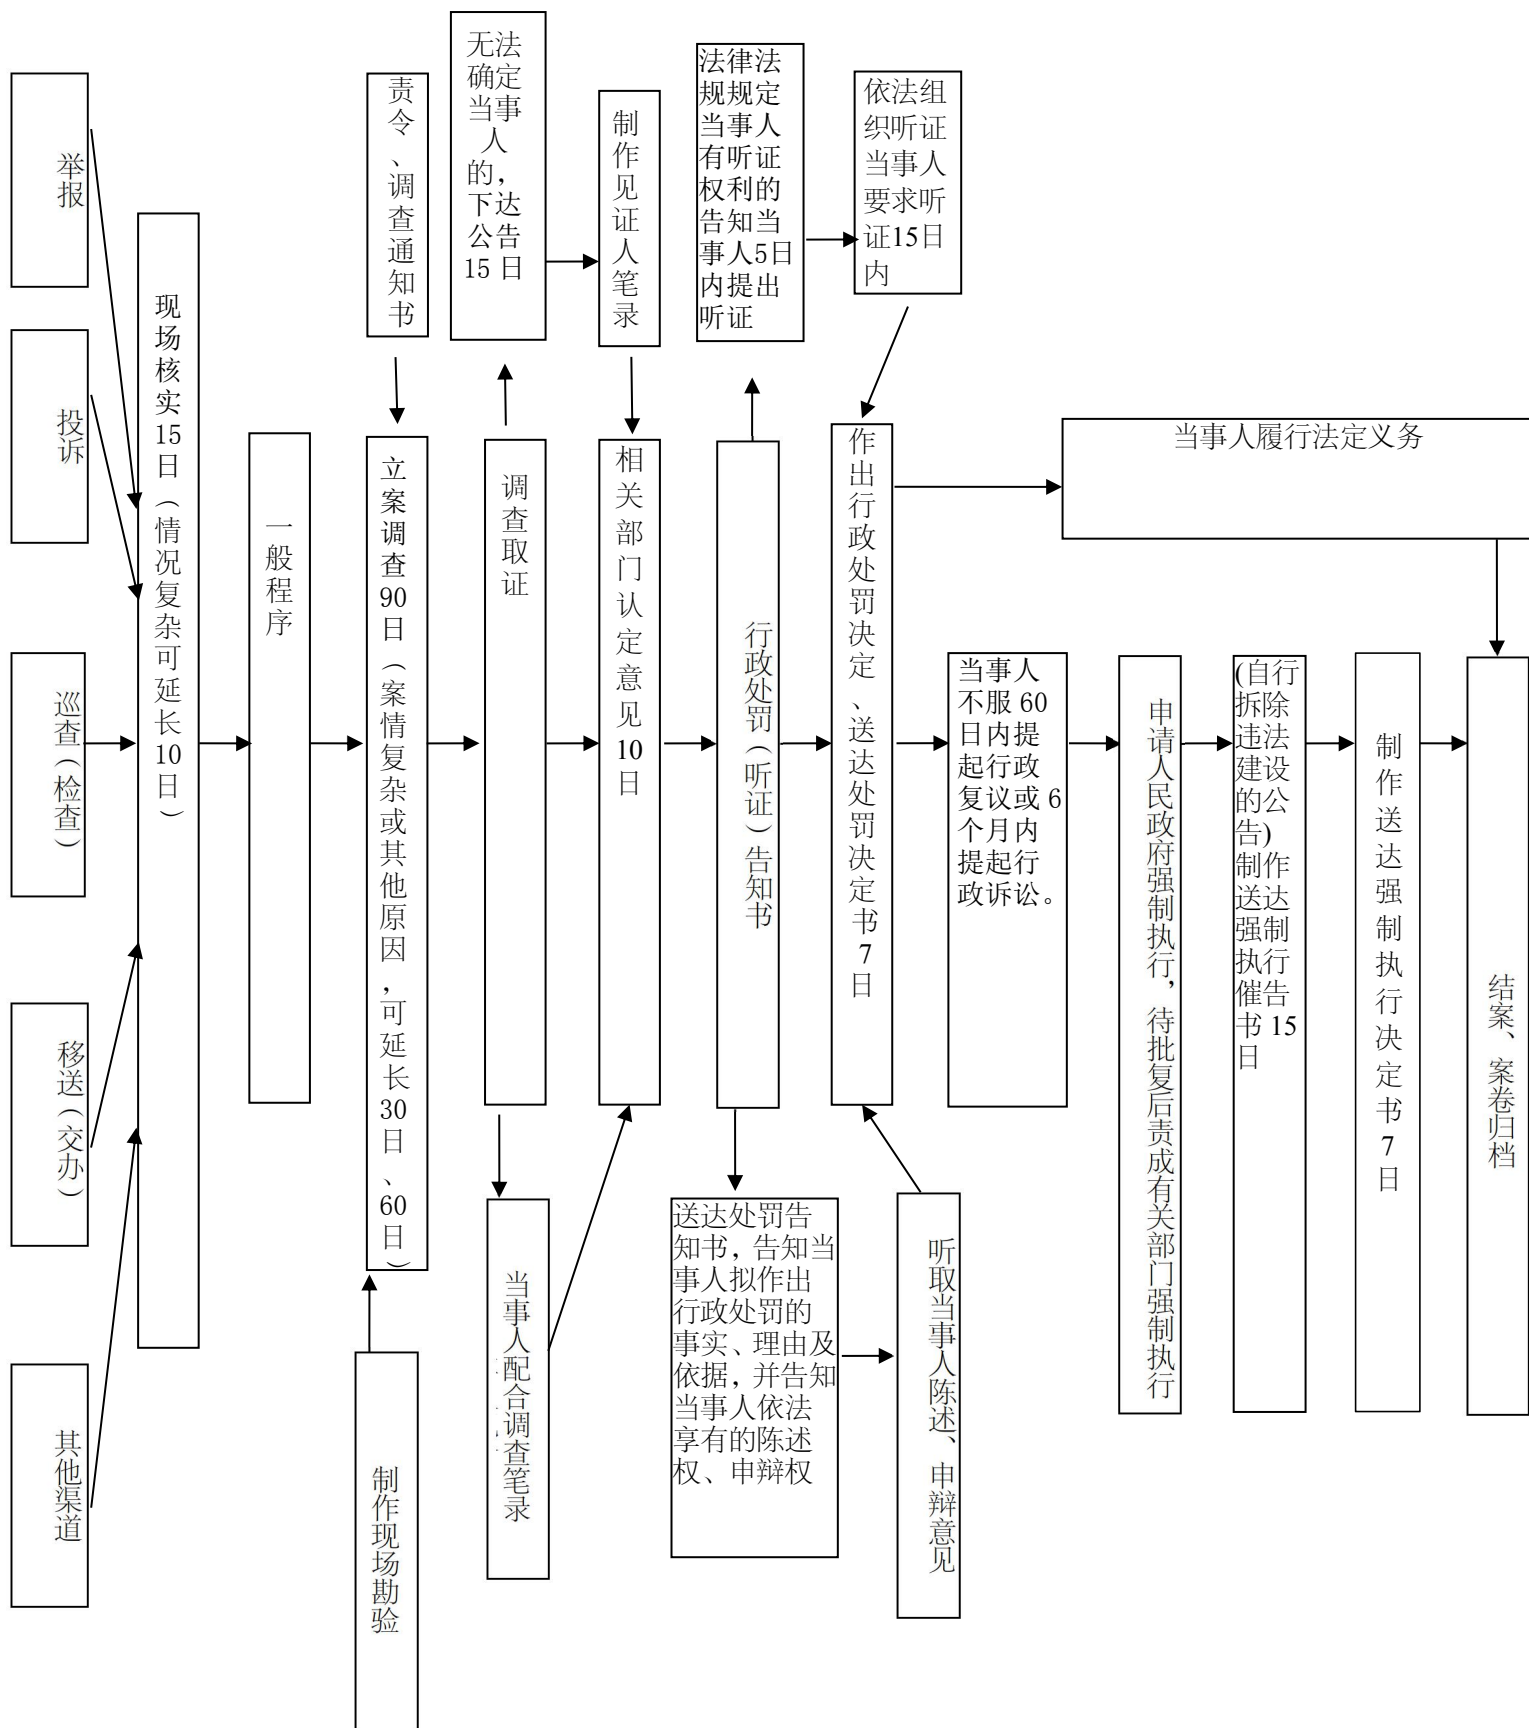 举报
投诉
巡查（检查）
移送（交办）
其他渠道
现场核实15日（情况复杂可延长10日）
一般程序
责令、调查通知书
立案调查90日（案情复杂或其他原因，可延长30日、60日）
制作现场勘验
无法
确定
当事
人
的，
下达
公告
15日
调查取证
当事人配合调查笔录
制作见证人笔录
相关部门认定意见10日
法律法
规规定
当事人
有听证
权利的
告知当
事人5日
内提出
听证
行政处罚（听证）告知书
送达处罚告
知书，告知当
事人拟作出
行政处罚的
事实、理由及
依据，并告知
当事人依法
享有的陈述
权、申辩权
依法组
织听证
当事人
要求听
证15日
内
作出行政处罚决定、送达处罚决定书7日
听取当事人陈述、申辩意见
当事人履行法定义务
当事人
不服60
日内提
起行政
复议或6
个月内
提起行
政诉讼。
申请人民政府强制执行，待批复后责成有关部门强制执行
(自行
拆除
违法
建设
的公
告)
制作
送达
强制
执行
催告
书15
日
制作送达强制执行决定书7日
结案、案卷归档